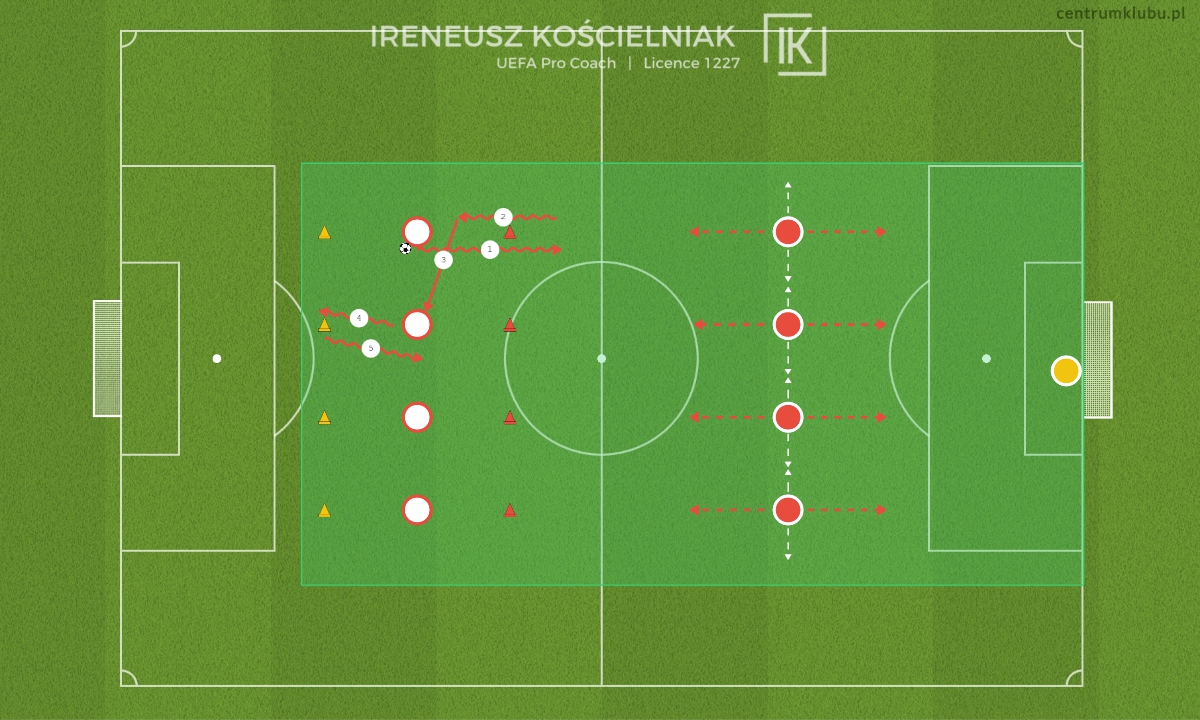 centrumklubu.pl
IRENEUSZ KOŚCIELNIAK
IK
UEFA Pro Coach | Licence 1227
2
1
3
4
5